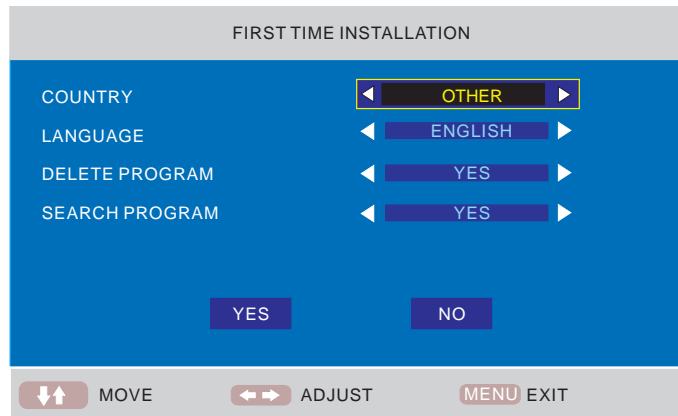 FIRST TIME INSTALLATION
COUNTRY OTHER
LANGUAGE ENGLISH
DELETE PROGRAM YES
SEARCH PROGRAM YES
YES NO
MOVE ADJUST MENU EXIT